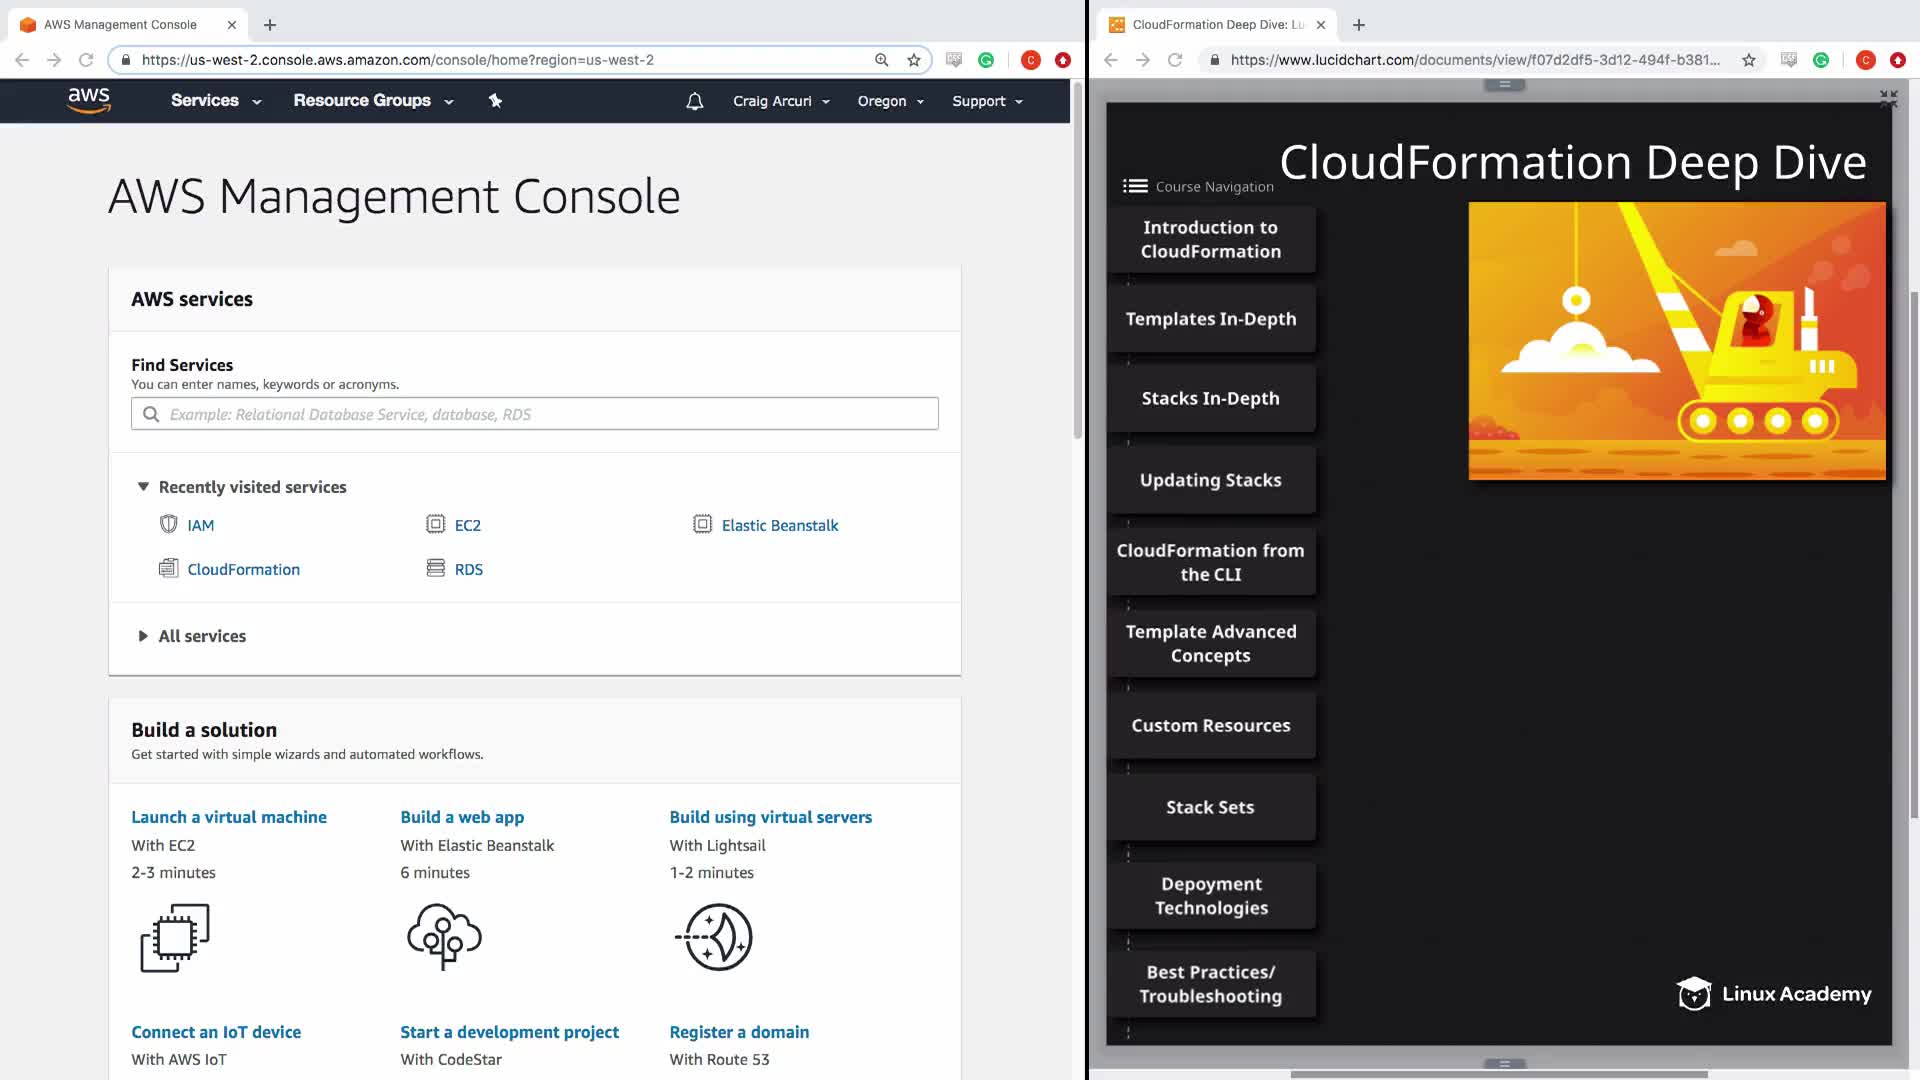 AWS Management Console
https://us-west-2.console.aws.amazon.com/console/home?region=us-west-2
C
aws
Services
Resource Groups
Craig Arcuri
Oregon
Support
AWS Management Console
AWS services
Find Services
You can enter names, keywords or acronyms.
Example: Relational Database Service, database, RDS
Recently visited services
IAM
EC2
Elastic Beanstalk
CloudFormation
RDS
All services
Build a solution
Get started with simple wizards and automated workflows.
Launch a virtual machine
With EC2
2-3 minutes
Build a web app
With Elastic Beanstalk
6 minutes
Build using virtual servers
With Lightsail
1-2 minutes
Connect an IoT device
With AWS IoT
Start a development project
With CodeStar
Register a domain
With Route 53
CloudFormation Deep Dive: Lu
https://www.lucidchart.com/documents/view/f07d2df5-3d12-494f-b381...
C
CloudFormation Deep Dive
Course Navigation
Introduction to
CloudFormation
Templates In-Depth
Stacks In-Depth
Updating Stacks
CloudFormation from
the CLI
Template Advanced
Concepts
Custom Resources
Stack Sets
Depoyment
Technologies
Best Practices/
Troubleshooting
Linux Academy